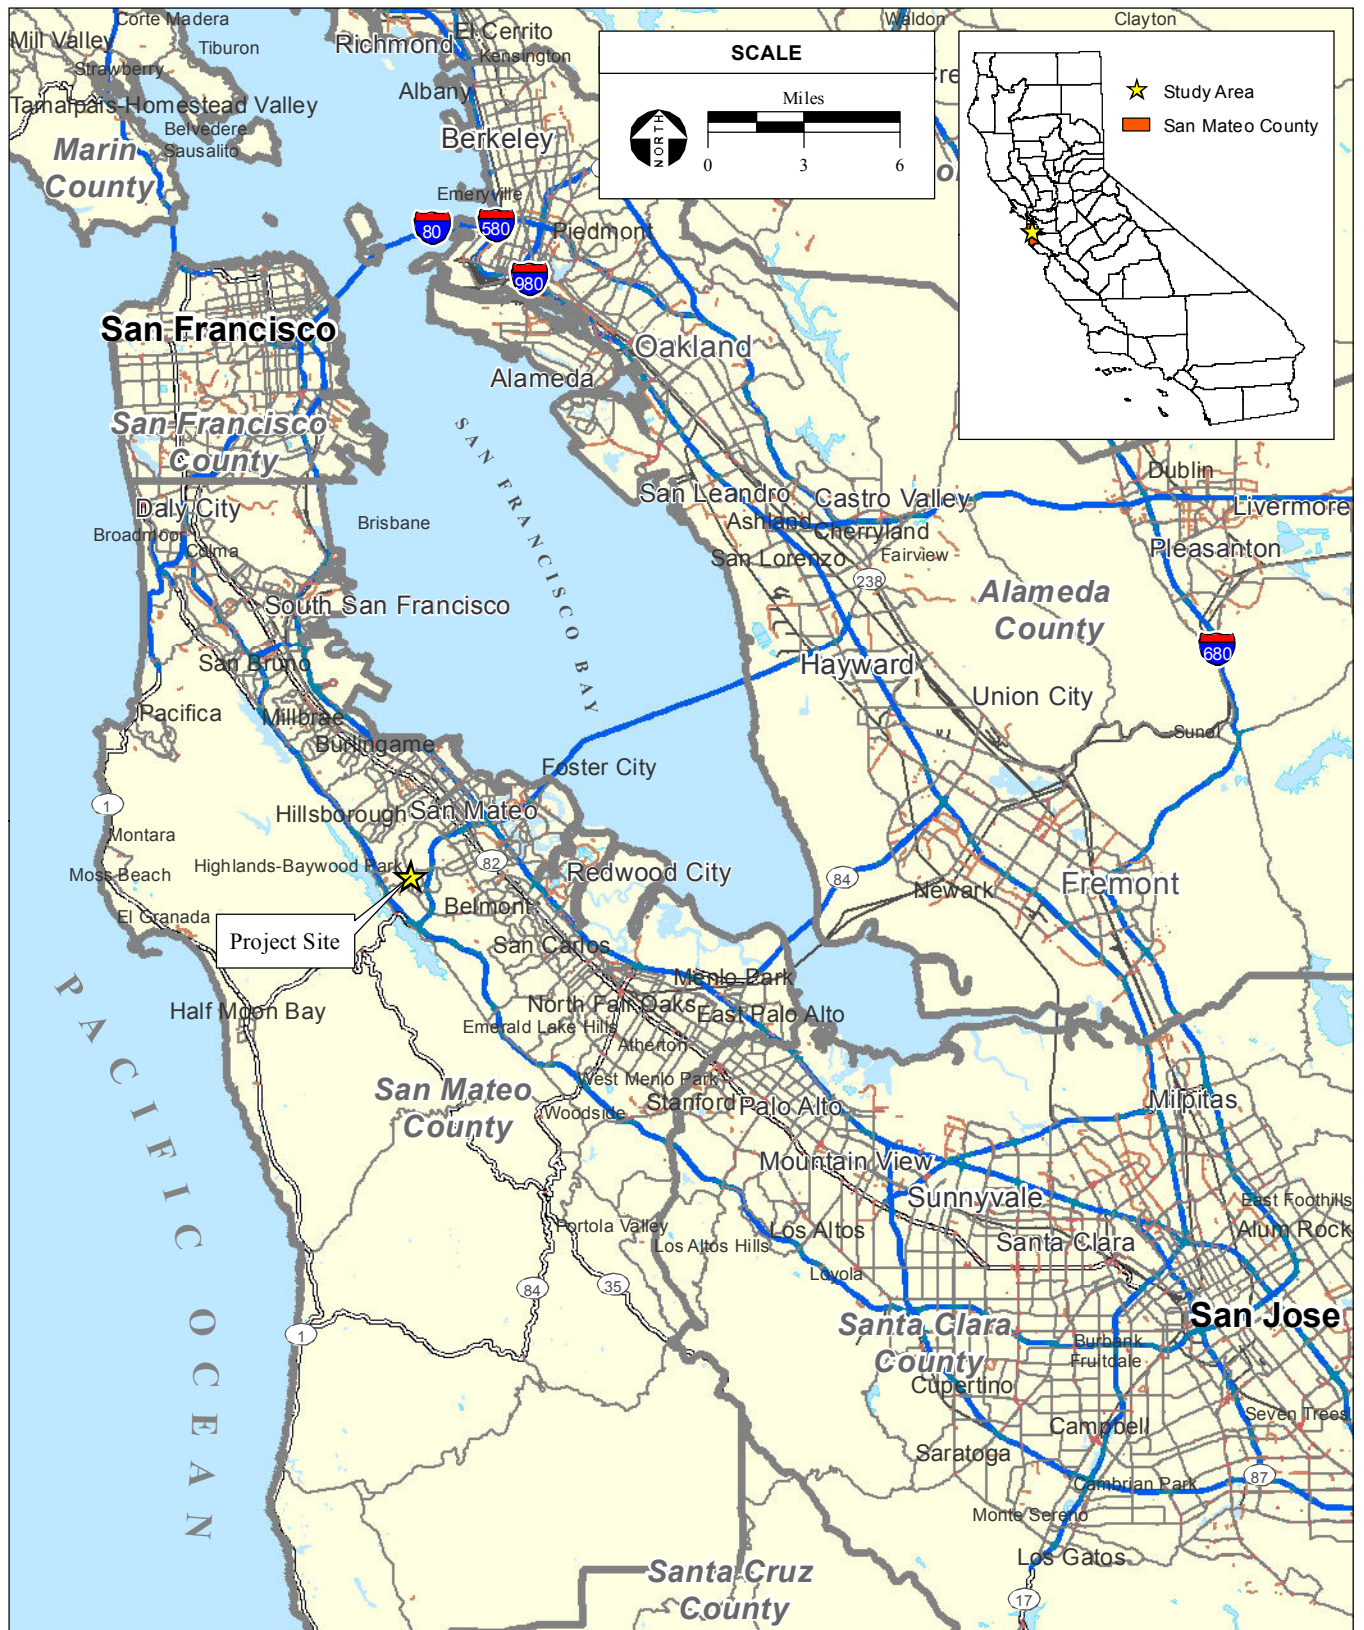 Corte Madera
Mill Valley
Tiburon
Strawberry
Tamalpais-Homestead Valley
Belvedere
Sausalito
Marin
County
Richmond
El Cerrito
Kensington
Albany
Berkeley
Emeryville
Piedmont
80
580
980
Waldon
Clayton
SCALE
Miles
NORTH
0
3
6
Study Area
San Mateo County
San Francisco
Oakland
Alameda
San Francisco
County
SAN FRANCISCO BAY
Daly City
Broadmoor
Colma
Brisbane
San Leandro
Castro Valley
Ashland
Cherryland
San Lorenzo
Fairview
238
Dublin
Livermore
Pleasanton
Alameda
County
680
South San Francisco
San Bruno
Hayward
Union City
Sunol
Pacifica
Millbrae
Burlingame
Foster City
1
Hillsborough
San Mateo
Montara
Highlands-Baywood Park
Moss Beach
82
Redwood City
84
Newark
Fremont
El Granada
Belmont
Project Site
San Carlos
Menlo Park
Half Moon Bay
North Fair Oaks
East Palo Alto
Emerald Lake Hills
Atherton
San Mateo
County
West Menlo Park
Stanford
Palo Alto
Woodside
Milpitas
Mountain View
Sunnyvale
East Foothills
Portola Valley
Los Altos
Los Altos Hills
Santa Clara
Alum Rock
Loyola
84
35
1
PACIFIC OCEAN
Santa Clara
County
San Jose
Burbank
Fruitdale
Cupertino
Campbell
Seven Trees
Saratoga
Cambrian Park
87
Monte Sereno
Los Gatos
17
Santa Cruz
County